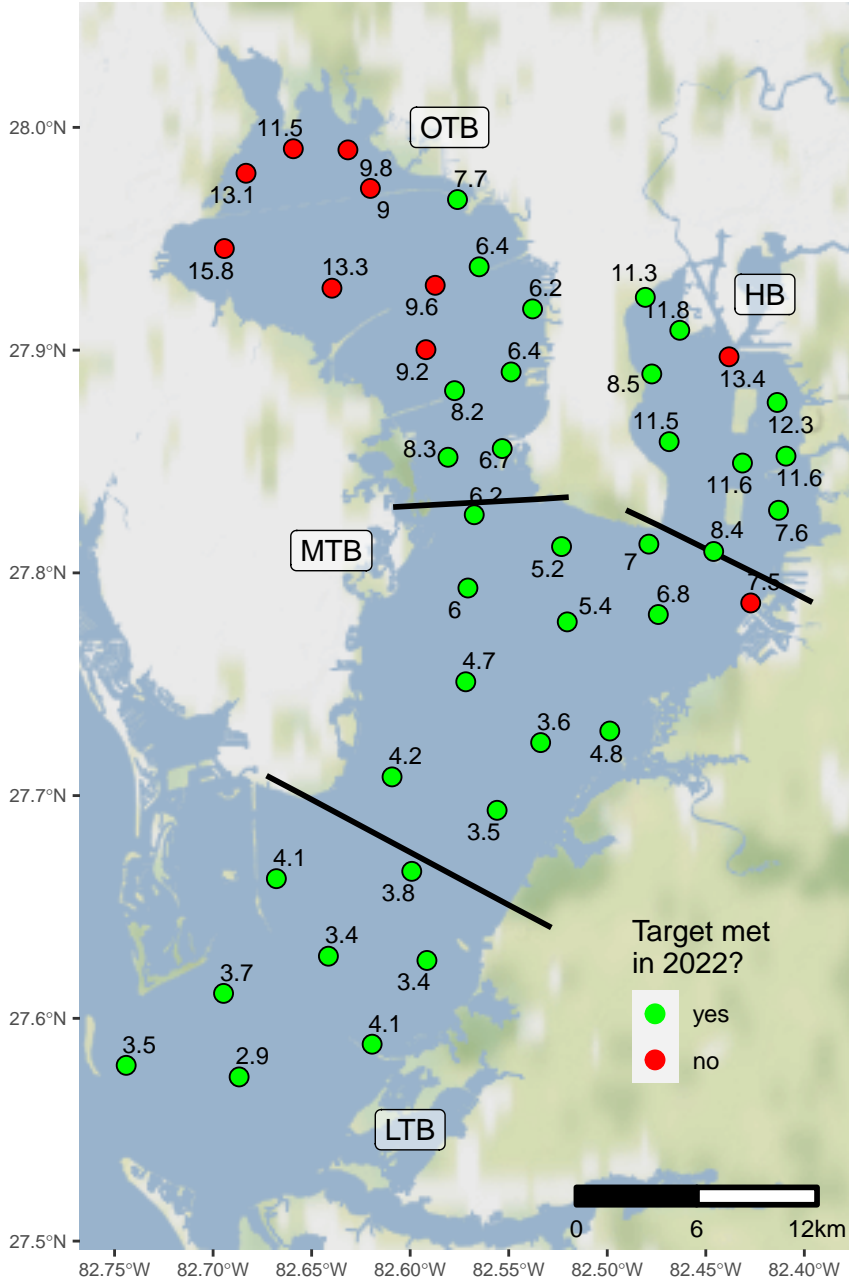 28.0°N
11.5
OTB
9.8
7.7
13.1
9
6.4
15.8
13.3
11.3
6.2
HB
9.6
11.8
27.9°N
9.2
6.4
13.4
8.5
8.2
12.3
11.5
8.3
6.7
11.6
11.6
6.2
7.6
MTB
8.4
5.2
7
27.8°N
7.5
6
5.4
6.8
4.7
3.6
4.8
4.2
27.7°N
3.5
4.1
3.8
Target met
in 2022?
3.4
3.7
3.4
yes
27.6°N
3.5
2.9
4.1
no
LTB
0 6 12km
27.5°N
82.75°W 82.70°W 82.65°W 82.60°W 82.55°W 82.50°W 82.45°W 82.40°W